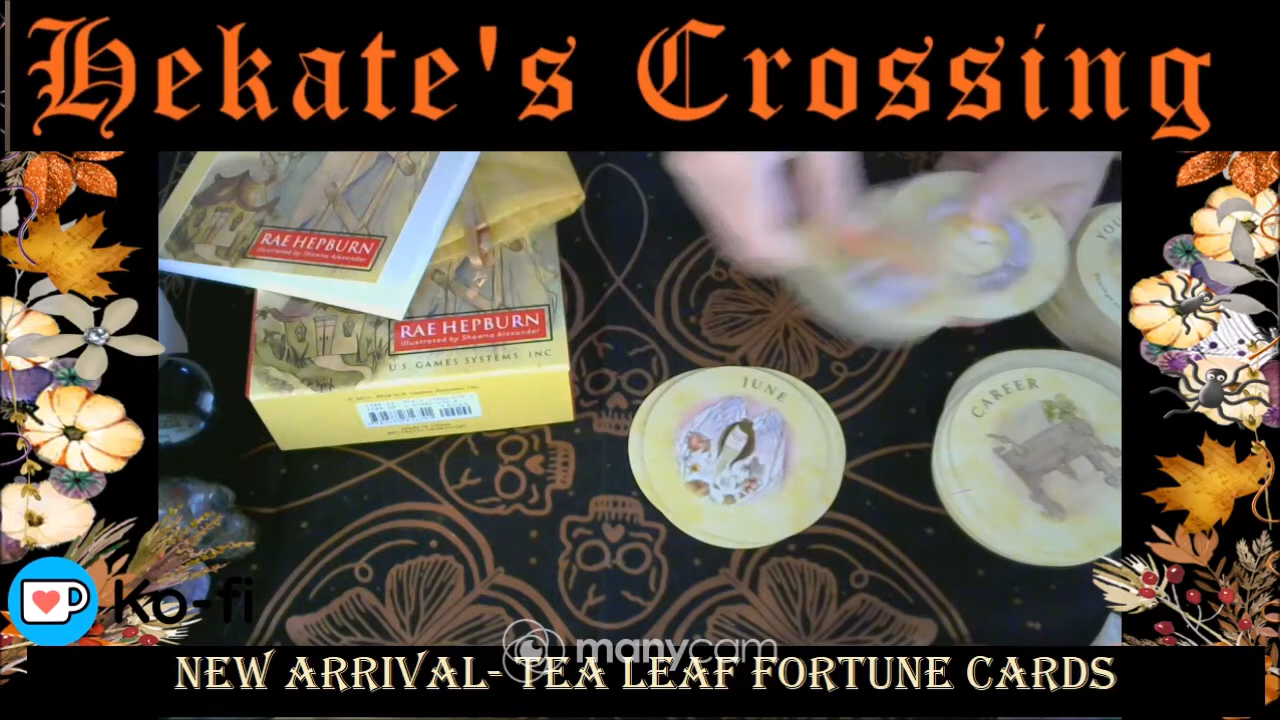 Hekate's Crossing
RAE HEPBURN
Illustrated by Shawna Alexander
RAE HEPBURN
Illustrated by Shawna Alexander
U.S. GAMES SYSTEMS, INC
YOU
JUNE
CAREER
Ko-fi
manycam
NEW ARRIVAL- TEA LEAF FORTUNE CARDS